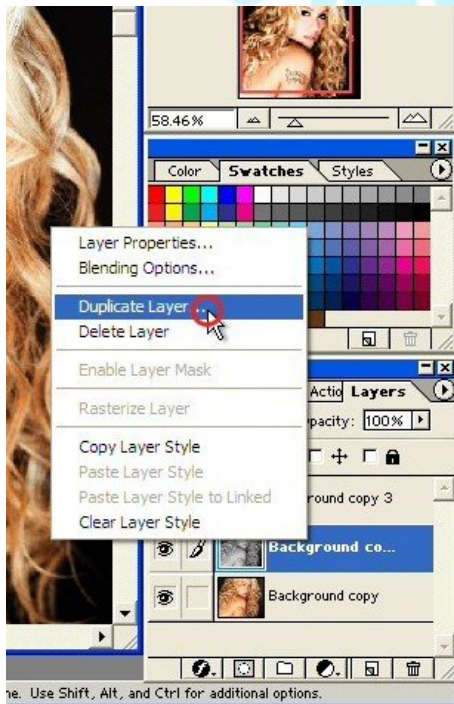 58.46%
Color Swatches Styles
Layer Properties...
Blending Options...
Duplicate Layer...
Delete Layer
Enable Layer Mask
Rasterize Layer
Copy Layer Style
Paste Layer Style
Paste Layer Style to Linked
Clear Layer Style
Actio Layers
pacity: 100%
round copy 3
Background co...
Background copy
ne. Use Shift, Alt, and Ctrl for additional options.